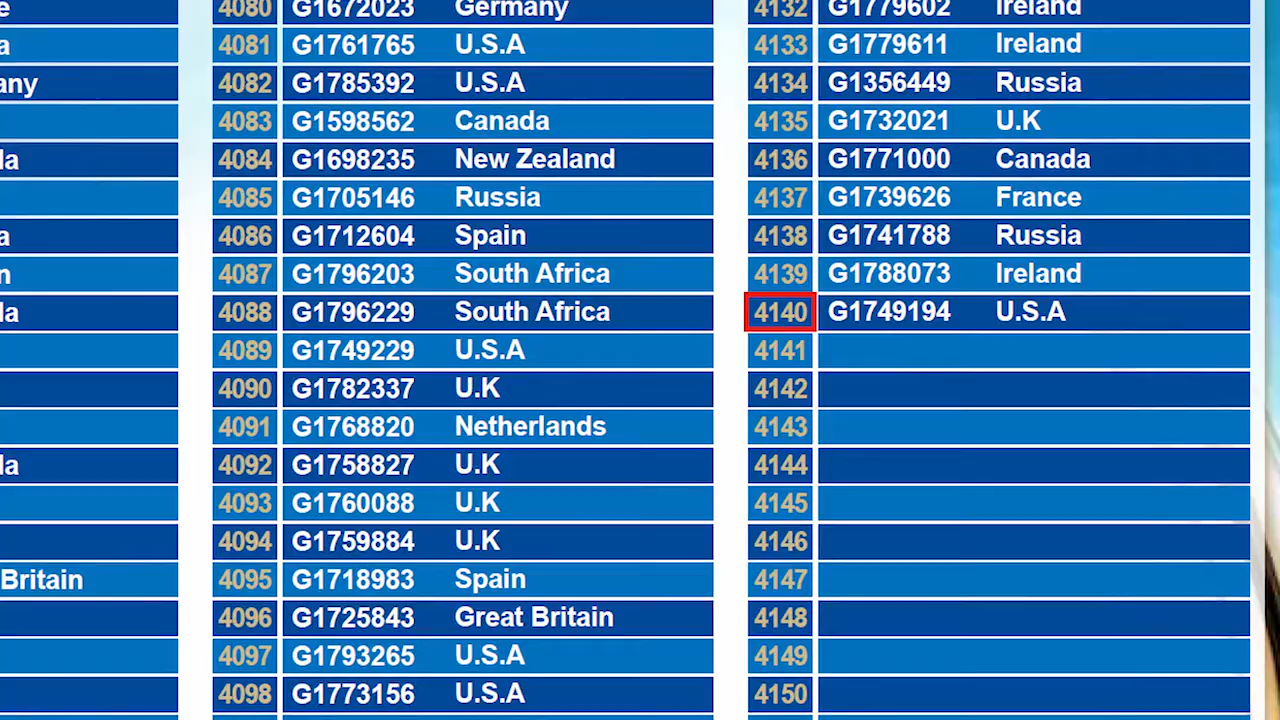 e
a
any
la
a
n
la
la
Britain
4080 G1672023 Germany
4081 G1761765 U.S.A
4082 G1785392 U.S.A
4083 G1598562 Canada
4084 G1698235 New Zealand
4085 G1705146 Russia
4086 G1712604 Spain
4087 G1796203 South Africa
4088 G1796229 South Africa
4089 G1749229 U.S.A
4090 G1782337 U.K
4091 G1768820 Netherlands
4092 G1758827 U.K
4093 G1760088 U.K
4094 G1759884 U.K
4095 G1718983 Spain
4096 G1725843 Great Britain
4097 G1793265 U.S.A
4098 G1773156 U.S.A
4132 G1779602 Ireland
4133 G1779611 Ireland
4134 G1356449 Russia
4135 G1732021 U.K
4136 G1771000 Canada
4137 G1739626 France
4138 G1741788 Russia
4139 G1788073 Ireland
4140 G1749194 U.S.A
4141
4142
4143
4144
4145
4146
4147
4148
4149
4150